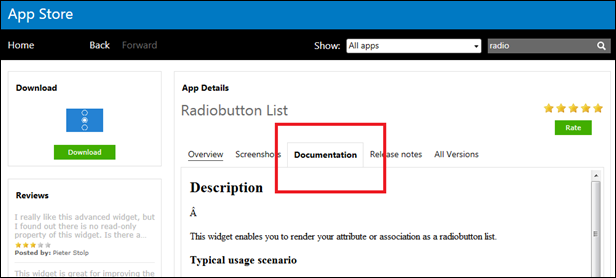 App Store
Home Back Forward Show: All apps radio
Download
Download
Reviews
I really like this advanced widget, but
I found out there is no read-only
property of this widget. Is there a...
Posted by: Pieter Stolp
This widget is great for improving the
App Details
Radiobutton List
Rate
Overview Screenshots Documentation Release notes All Versions
Description
Â
This widget enables you to render your attribute or association as a radiobutton list.
Typical usage scenario